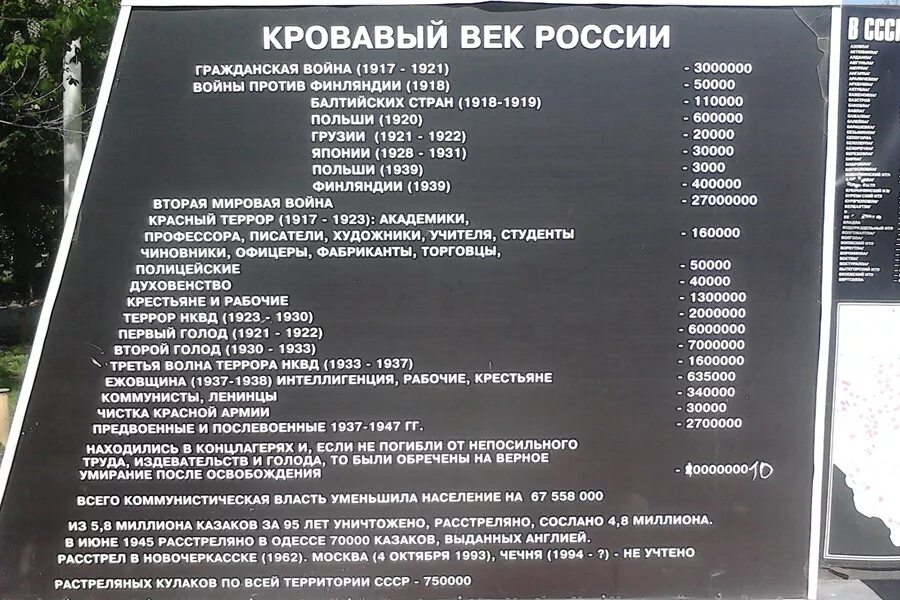 КРОВАВЫЙ ВЕК РОССИИ
ГРАЖДАНСКАЯ ВОЙНА (1917 - 1921) - 3000000
ВОЙНЫ ПРОТИВ ФИНЛЯНДИИ (1918) - 50000
БАЛТИЙСКИХ СТРАН (1918-1919) - 110000
ПОЛЬШИ (1920) - 600000
ГРУЗИИ (1921 - 1922) - 20000
ЯПОНИИ (1928 - 1931) - 30000
ПОЛЬШИ (1939) - 3000
ФИНЛЯНДИИ (1939) - 400000
ВТОРАЯ МИРОВАЯ ВОЙНА - 27000000
КРАСНЫЙ ТЕРРОР (1917 - 1923): АКАДЕМИКИ,
ПРОФЕССОРА, ПИСАТЕЛИ, ХУДОЖНИКИ, УЧИТЕЛЯ, СТУДЕНТЫ - 160000
ЧИНОВНИКИ, ОФИЦЕРЫ, ФАБРИКАНТЫ, ТОРГОВЦЫ,
ПОЛИЦЕЙСКИЕ - 50000
ДУХОВЕНСТВО - 40000
КРЕСТЬЯНЕ И РАБОЧИЕ - 1300000
ТЕРРОР НКВД (1923 - 1930) - 2000000
ПЕРВЫЙ ГОЛОД (1921 - 1922) - 6000000
ВТОРОЙ ГОЛОД (1930 - 1933) - 7000000
ТРЕТЬЯ ВОЛНА ТЕРРОРА НКВД (1933 - 1937) - 1600000
ЕЖОВЩИНА (1937-1938) ИНТЕЛЛИГЕНЦИЯ, РАБОЧИЕ, КРЕСТЬЯНЕ - 635000
КОММУНИСТЫ, ЛЕНИНЦЫ - 340000
ЧИСТКА КРАСНОЙ АРМИИ - 30000
ПРЕДВОЕННЫЕ И ПОСЛЕВОЕННЫЕ 1937-1947 ГГ. - 2700000
НАХОДИЛИСЬ В КОНЦЛАГЕРЯХ И, ЕСЛИ НЕ ПОГИБЛИ ОТ НЕПОСИЛЬНОГО
ТРУДА, ИЗДЕВАТЕЛЬСТВ И ГОЛОДА, ТО БЫЛИ ОБРЕЧЕНЫ НА ВЕРНОЕ
УМИРАНИЕ ПОСЛЕ ОСВОБОЖДЕНИЯ
ВСЕГО КОММУНИСТИЧЕСКАЯ ВЛАСТЬ УМЕНЬШИЛА НАСЕЛЕНИЕ НА 67 558 000
ИЗ 5,8 МИЛЛИОНА КАЗАКОВ ЗА 95 ЛЕТ УНИЧТОЖЕНО, РАССТРЕЛЯНО, СОСЛАНО 4,8 МИЛЛИОНА.
В ИЮНЕ 1945 РАССТРЕЛЯНО В ОДЕССЕ 70000 КАЗАКОВ, ВЫДАННЫХ АНГЛИЕЙ.
РАССТРЕЛ В НОВОЧЕРКАССКЕ (1962). МОСКВА (4 ОКТЯБРЯ 1993), ЧЕЧНЯ (1994 - ?) - НЕ УЧТЕНО
РАСТРЕЛЯНЫХ КУЛАКОВ ПО ВСЕЙ ТЕРРИТОРИИ СССР - 750000
В СССР